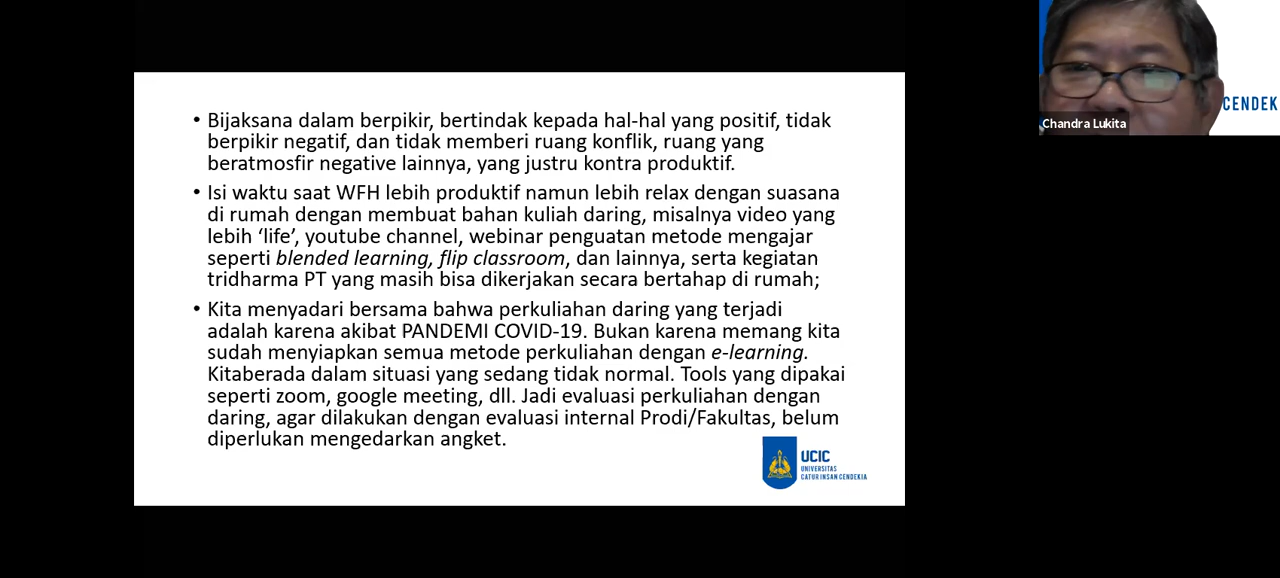 • Bijaksana dalam berpikir, bertindak kepada hal-hal yang positif, tidak
berpikir negatif, dan tidak memberi ruang konflik, ruang yang
beratmosfir negative lainnya, yang justru kontra produktif.
• Isi waktu saat WFH lebih produktif namun lebih relax dengan suasana
di rumah dengan membuat bahan kuliah daring, misalnya video yang
lebih ‘life’, youtube channel, webinar penguatan metode mengajar
seperti blended learning, flip classroom, dan lainnya, serta kegiatan
tridharma PT yang masih bisa dikerjakan secara bertahap di rumah;
• Kita menyadari bersama bahwa perkuliahan daring yang terjadi
adalah karena akibat PANDEMI COVID-19. Bukan karena memang kita
sudah menyiapkan semua metode perkuliahan dengan e-learning.
Kitaberada dalam situasi yang sedang tidak normal. Tools yang dipakai
seperti zoom, google meeting, dll. Jadi evaluasi perkuliahan dengan
daring, agar dilakukan dengan evaluasi internal Prodi/Fakultas, belum
diperlukan mengedarkan angket.
UCIC
UNIVERSITAS
CATUR INSAN CENDEKIA
CENDEK
Chandra Lukita